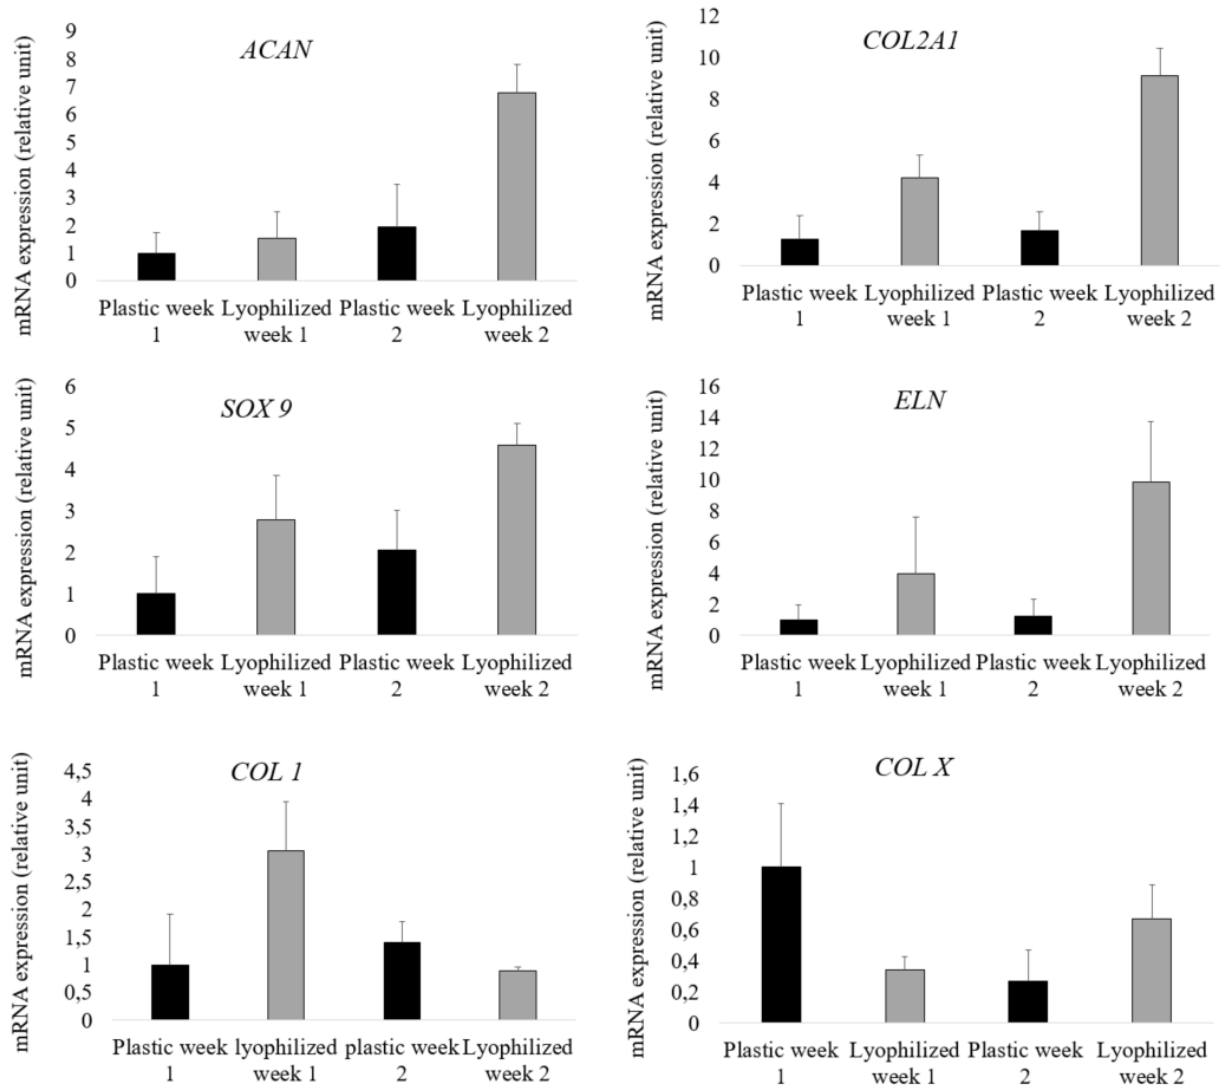 mRNA expression (relative unit)
ACAN
9
8
7
6
5
4
3
2
1
0
Plastic week Lyophilized Plastic week Lyophilized
1 week 1 2 week 2
mRNA expression (relative unit)
COL2A1
12
10
8
6
4
2
0
Plastic week Lyophilized Plastic week Lyophilized
1 week 1 2 week 2
mRNA expression (relative unit)
SOX 9
6
5
4
3
2
1
0
Plastic week Lyophilized Plastic week Lyophilized
1 week 1 2 week 2
mRNA expression (relative unit)
ELN
16
14
12
10
8
6
4
2
0
Plastic week Lyophilized Plastic week Lyophilized
1 week 1 2 week 2
mRNA expression (relative unit)
COL 1
4,5
4
3,5
3
2,5
2
1,5
1
0,5
0
Plastic week lyophilized plastic week Lyophilized
1 week 1 2 week 2
mRNA expression (relative unit)
COL X
1,6
1,4
1,2
1
0,8
0,6
0,4
0,2
0
Plastic week Lyophilized Plastic week Lyophilized
1 week 1 2 week 2